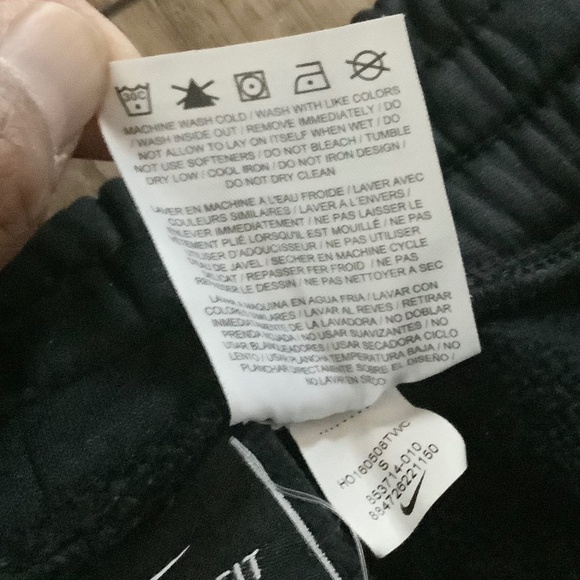 30C
MACHINE WASH COLD / WASH WITH LIKE COLORS
/ WASH INSIDE OUT / REMOVE IMMEDIATELY / DO
NOT ALLOW TO LAY ON ITSELF WHEN WET / DO
NOT USE SOFTENERS / DO NOT BLEACH / TUMBLE
DRY LOW / COOL IRON / DO NOT IRON DESIGN /
DO NOT DRY CLEAN
LAVER EN MACHINE A L'EAU FROIDE / LAVER AVEC
COULEURS SIMILAIRES / LAVER A L'ENVERS /
ENLEVER IMMEDIATEMENT / NE PAS LAISSER LE
VÊTEMENT PLIÉ LORSQU'IL EST MOUILLÉ / NE PAS
UTILISER D'ADOUCISSEUR / NE PAS UTILISER
D'EAU DE JAVEL / SECHER EN MACHINE CYCLE
DELICAT / REPASSER FER FROID / NE PAS
REPASSER LE DESSIN / NE PAS NETTOYER A SEC
LAVAR A MAQUINA EN AGUA FRIA / LAVAR CON
COLORES SIMILARES / LAVAR AL REVES / RETIRAR
INMEDIATAMENTE DE LA LAVADORA / NO DOBLAR
PRENDA MOJADA / NO USAR SUAVIZANTES / NO
USAR BLANQUEADORES / USAR SECADORA CICLO
LENTO / USAR PLANCHA TEMPERATURA BAJA / NO
PLANCHAR DIRECTAMENTE SOBRE EL DISEÑO /
NO LAVAR EN SECO
HO160508TWC
S
853714-010
884726221150
FIT